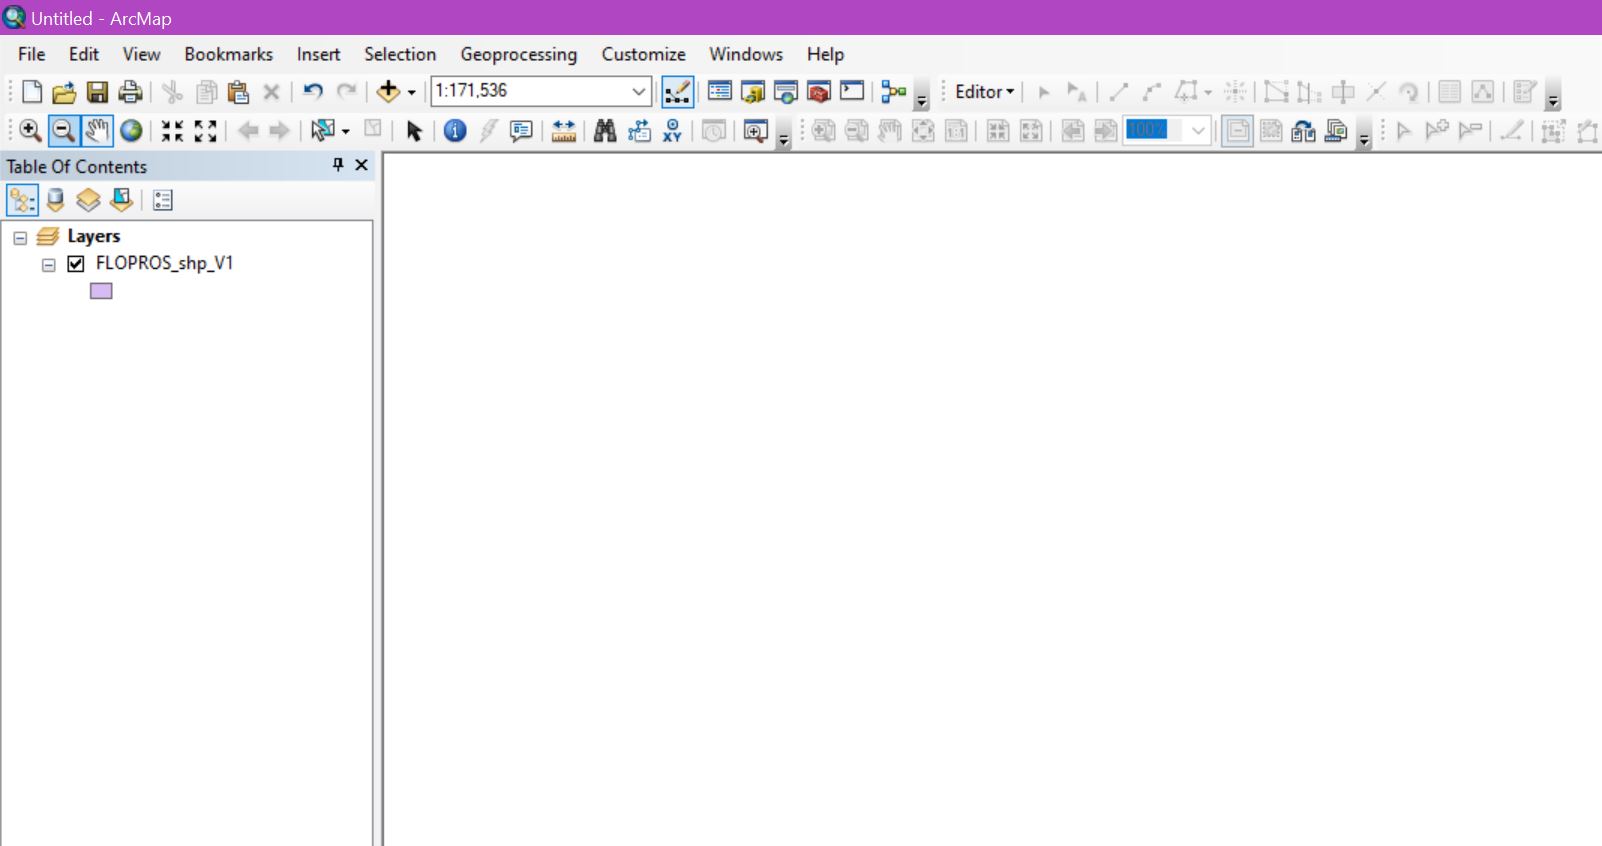 Untitled - ArcMap
File Edit View Bookmarks Insert Selection Geoprocessing Customize Windows Help
1:171,536 Editor
100%
Table Of Contents
Layers
FLOPROS_shp_V1